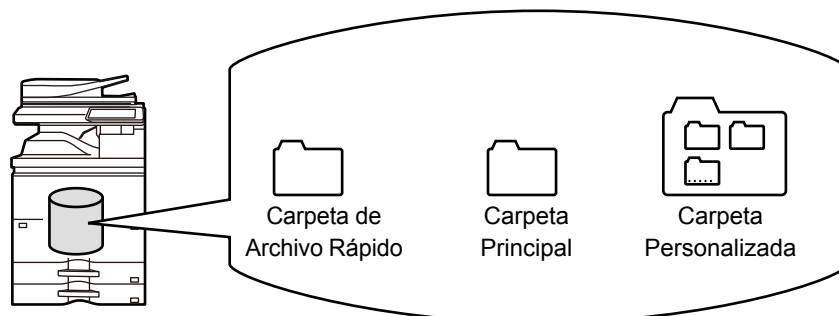 Carpeta de
Archivo Rápido
Carpeta
Principal
Carpeta
Personalizada